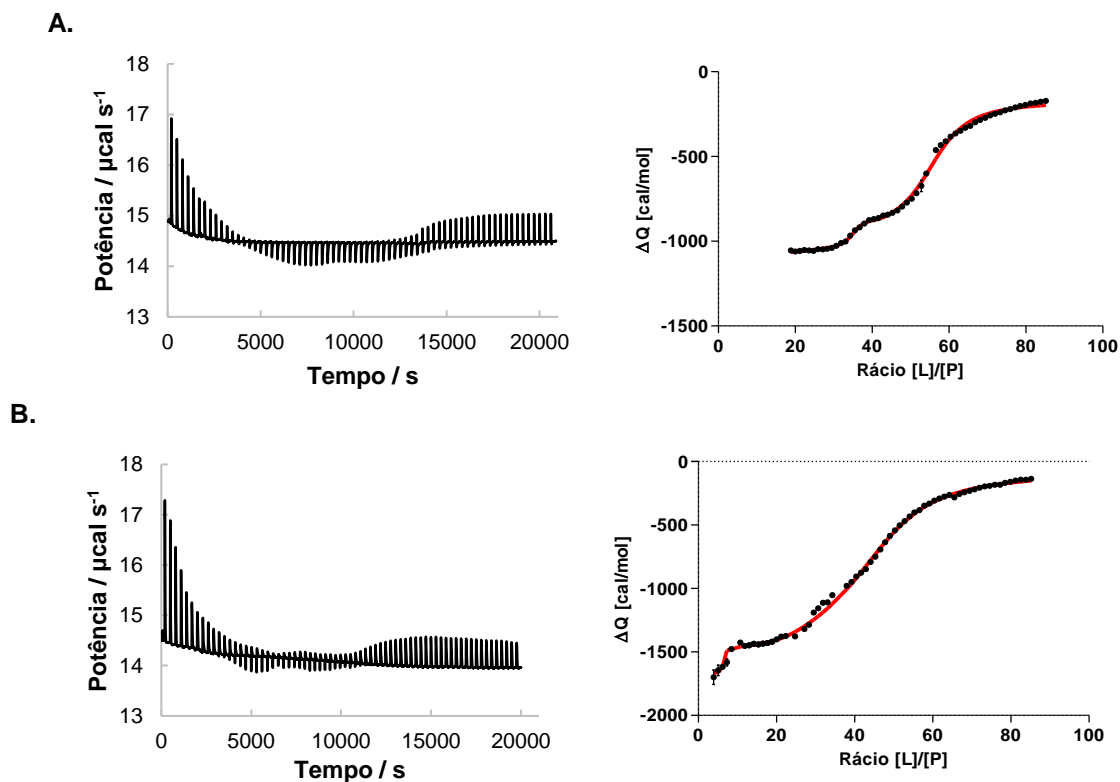 A.
Potência / µcal s⁻¹
18
17
16
15
14
13
0 5000 10000 15000 20000
Tempo / s
ΔQ [cal/mol]
0
-500
-1000
-1500
0 20 40 60 80 100
Rácio [L]/[P]
B.
Potência / µcal s⁻¹
18
17
16
15
14
13
0 5000 10000 15000 20000
Tempo / s
ΔQ [cal/mol]
0
-500
-1000
-1500
-2000
0 20 40 60 80 100
Rácio [L]/[P]